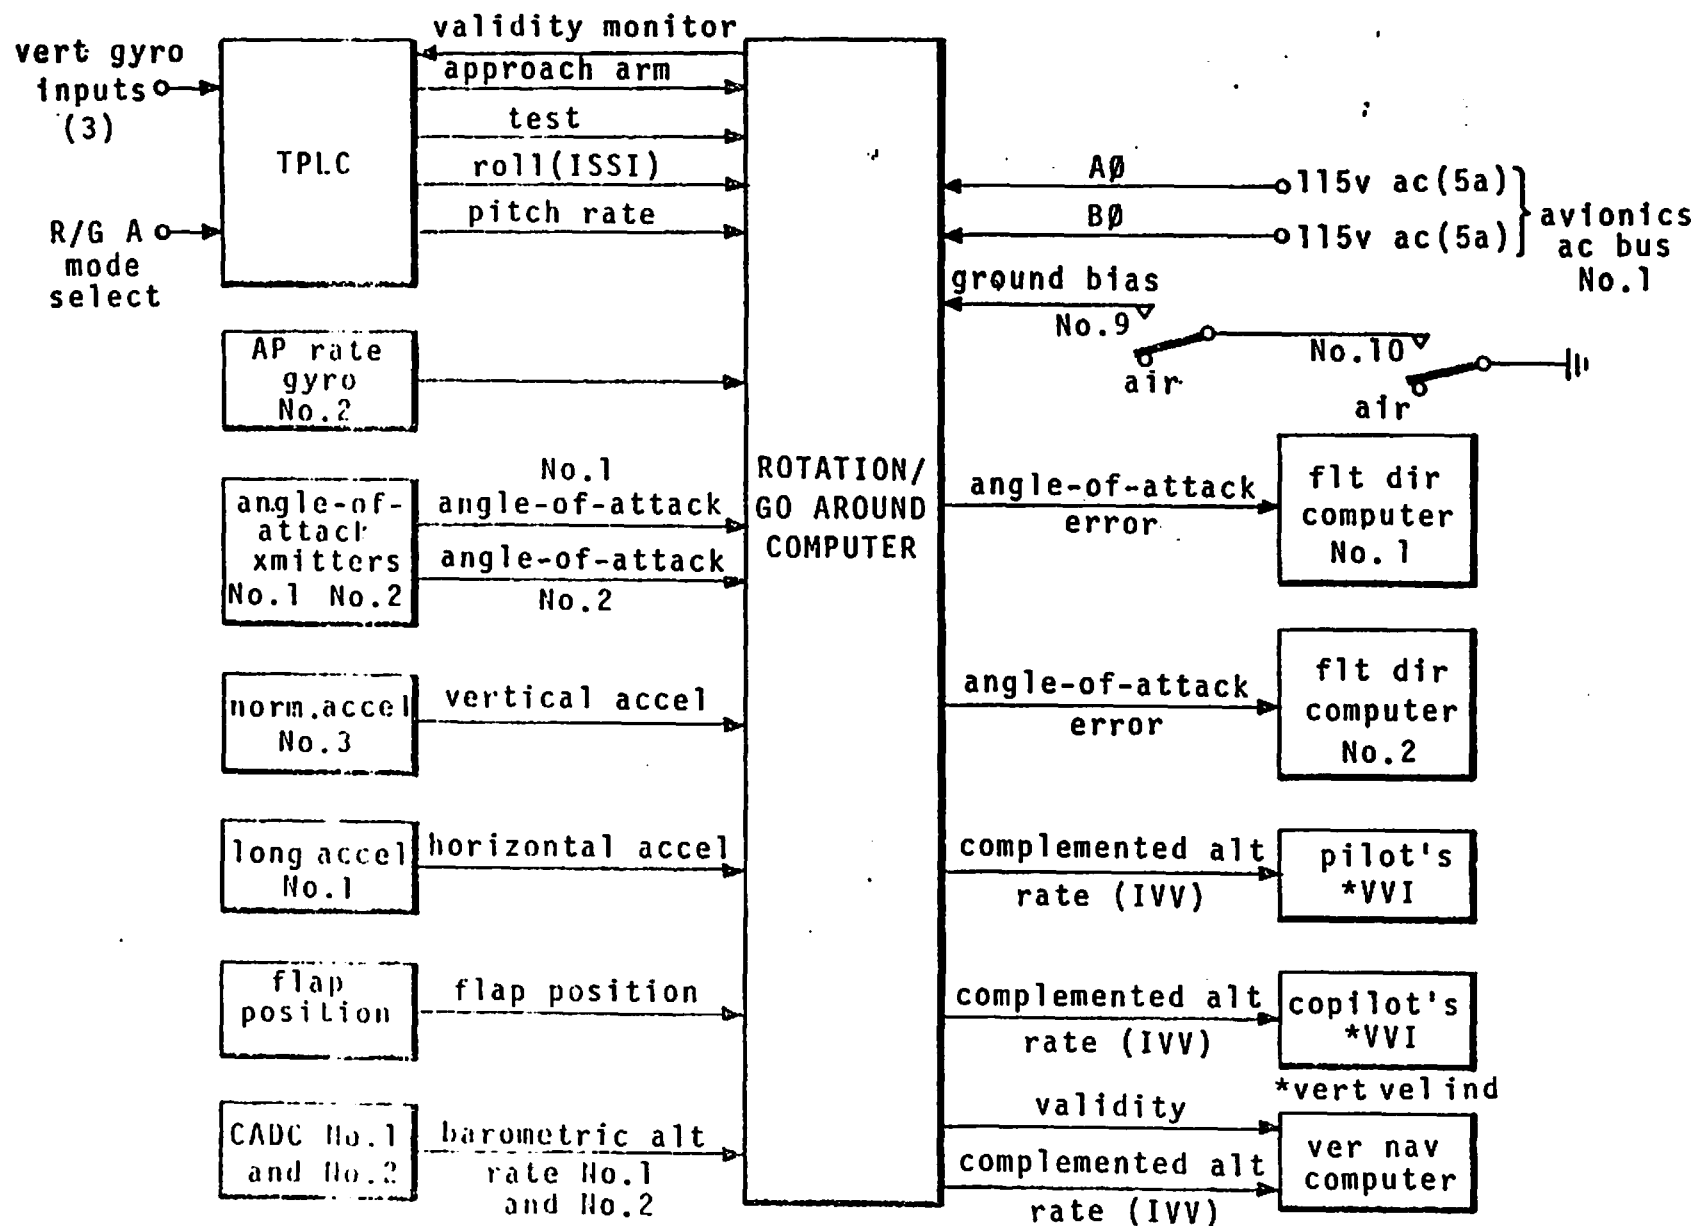 validity monitor
vert gyro
inputs
(3)
approach arm
test
TPLC
roll(ISSI)
pitch rate
R/G A
mode
select
AØ
115v ac(5a)
BØ
115v ac(5a)
avionics
ac bus
No.1
ground bias
No.9
air
No.10
air
AP rate
gyro
No.2
angle-of-
attack
xmitters
No.1 No.2
No.1
angle-of-attack
angle-of-attack
No.2
ROTATION/
GO AROUND
COMPUTER
angle-of-attack
error
flt dir
computer
No.1
norm.accel
No.3
vertical accel
angle-of-attack
error
flt dir
computer
No.2
long accel
No.1
horizontal accel
complemented alt
rate (IVV)
pilot's
*VVI
flap
position
flap position
complemented alt
rate (IVV)
copilot's
*VVI
*vert vel ind
CADC No.1
and No.2
barometric alt
rate No.1
and No.2
validity
complemented alt
rate (IVV)
ver nav
computer